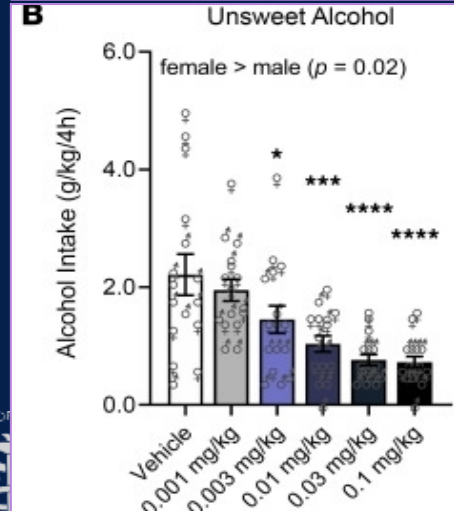 B
Unsweet Alcohol
6.0
female > male (p = 0.02)
Alcohol Intake (g/kg/4h)
4.0
2.0
0.0
*
***
****
****
Vehicle
0.001 mg/kg
0.003 mg/kg
0.01 mg/kg
0.03 mg/kg
0.1 mg/kg